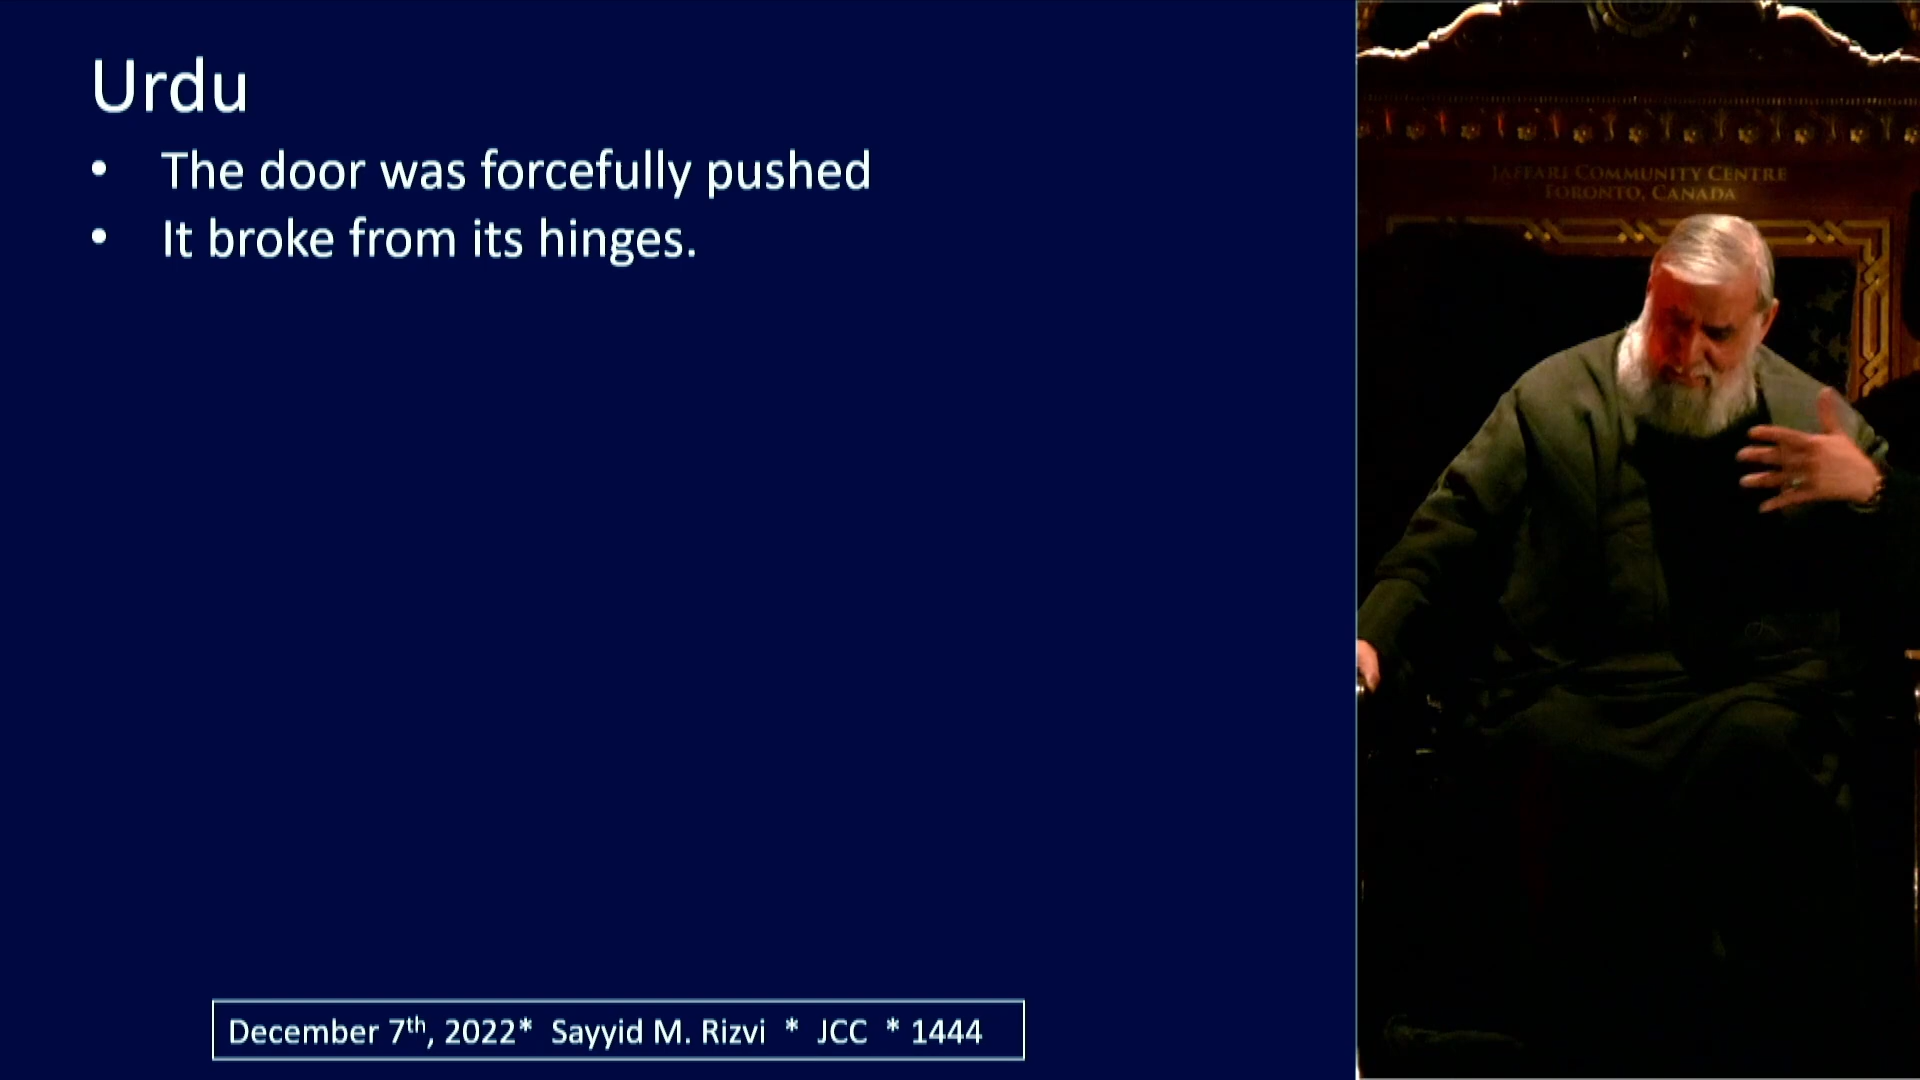 Urdu
• The door was forcefully pushed
• It broke from its hinges.
JAFFARI COMMUNITY CENTRE
TORONTO, CANADA
December 7th, 2022* Sayyid M. Rizvi * JCC * 1444